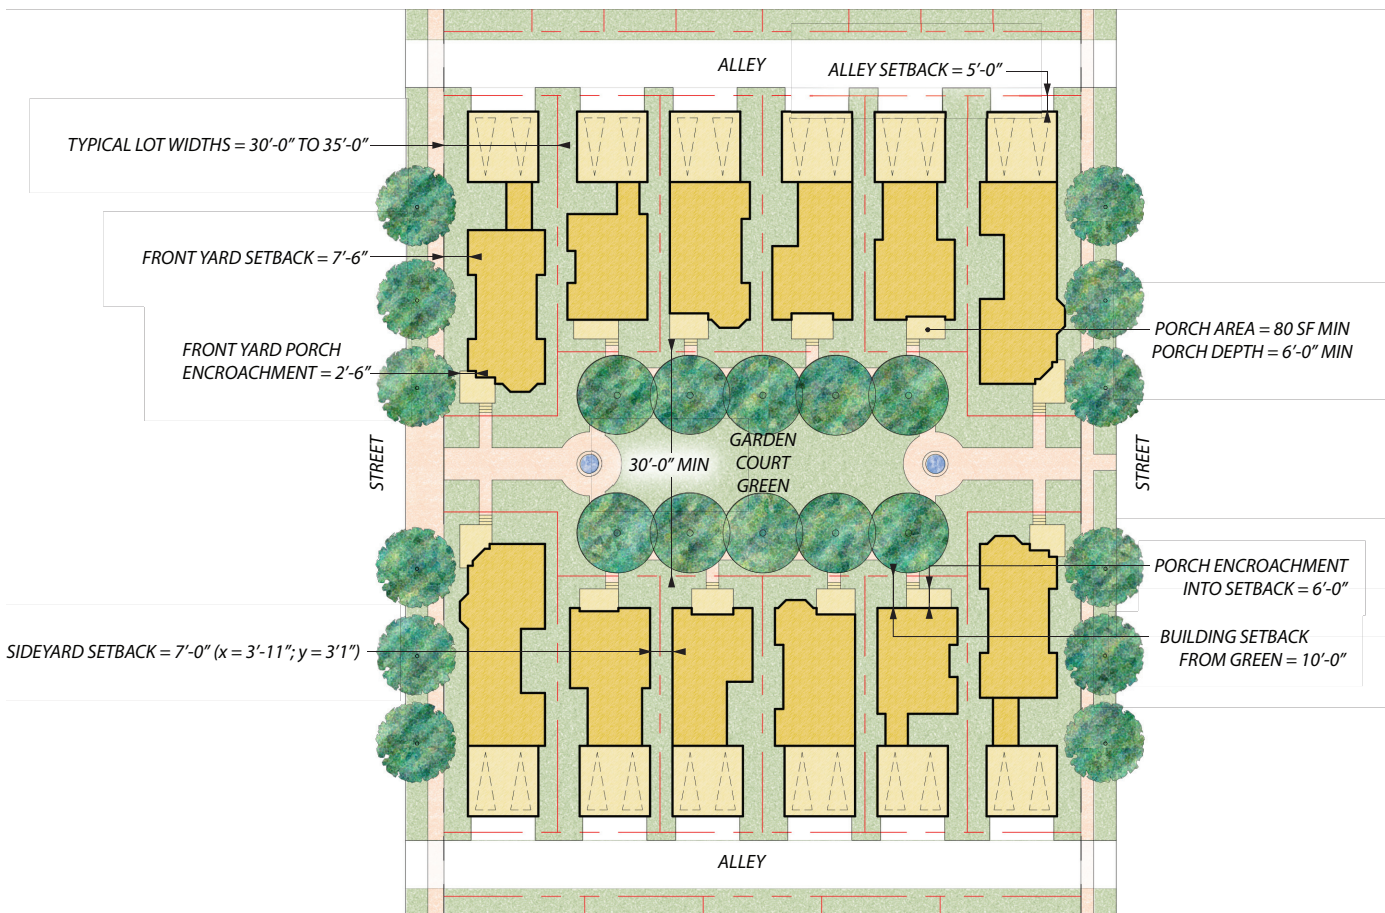 ALLEY
ALLEY SETBACK = 5'-0"
TYPICAL LOT WIDTHS = 30'-0" TO 35'-0"
FRONT YARD SETBACK = 7'-6"
FRONT YARD PORCH
ENCROACHMENT = 2'-6"
PORCH AREA = 80 SF MIN
PORCH DEPTH = 6'-0" MIN
STREET
30'-0" MIN
GARDEN
COURT
GREEN
STREET
PORCH ENCROACHMENT
INTO SETBACK = 6'-0"
SIDEYARD SETBACK = 7'-0" (x = 3'-11"; y = 3'1")
BUILDING SETBACK
FROM GREEN = 10'-0"
ALLEY